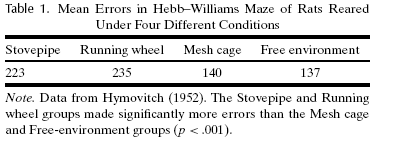 Table 1. Mean Errors in Hebb–Williams Maze of Rats Reared
Under Four Different Conditions
Stovepipe Running wheel Mesh cage Free environment
223 235 140 137
Note. Data from Hymovitch (1952). The Stovepipe and Running
wheel groups made significantly more errors than the Mesh cage
and Free-environment groups (p < .001).